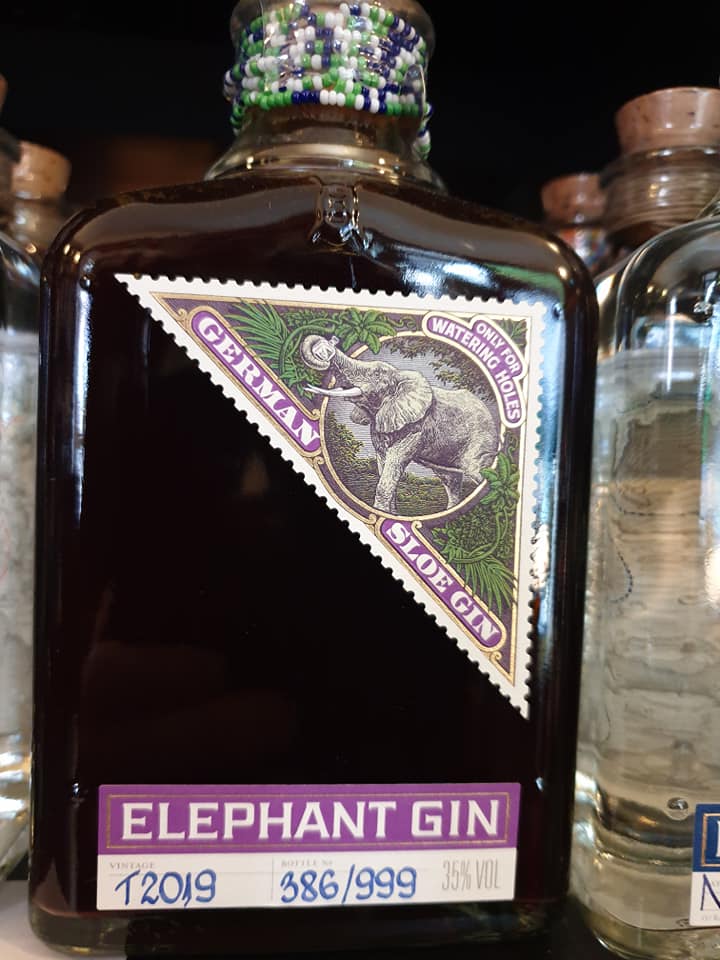 ONLY FOR
WATERING HOLES
GERMAN
SLOE GIN
ELEPHANT GIN
VINTAGE
BOTTLE No
T2019
386/999
35% VOL